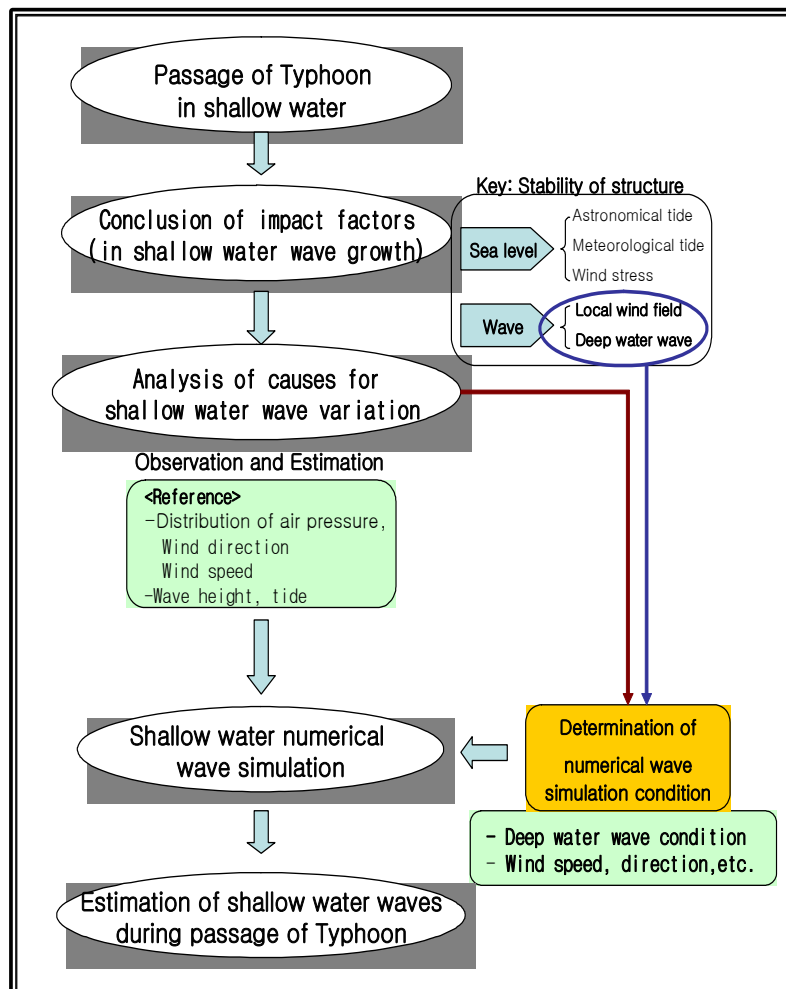 Passage of Typhoon
in shallow water
Conclusion of impact factors
(in shallow water wave growth)
Key: Stability of structure
Sea level
Astronomical tide
Meteorological tide
Wind stress
Wave
Local wind field
Deep water wave
Analysis of causes for
shallow water wave variation
Observation and Estimation
<Reference>
-Distribution of air pressure,
Wind direction
Wind speed
-Wave height, tide
Shallow water numerical
wave simulation
Determination of
numerical wave
simulation condition
- Deep water wave condition
- Wind speed, direction,etc.
Estimation of shallow water waves
during passage of Typhoon